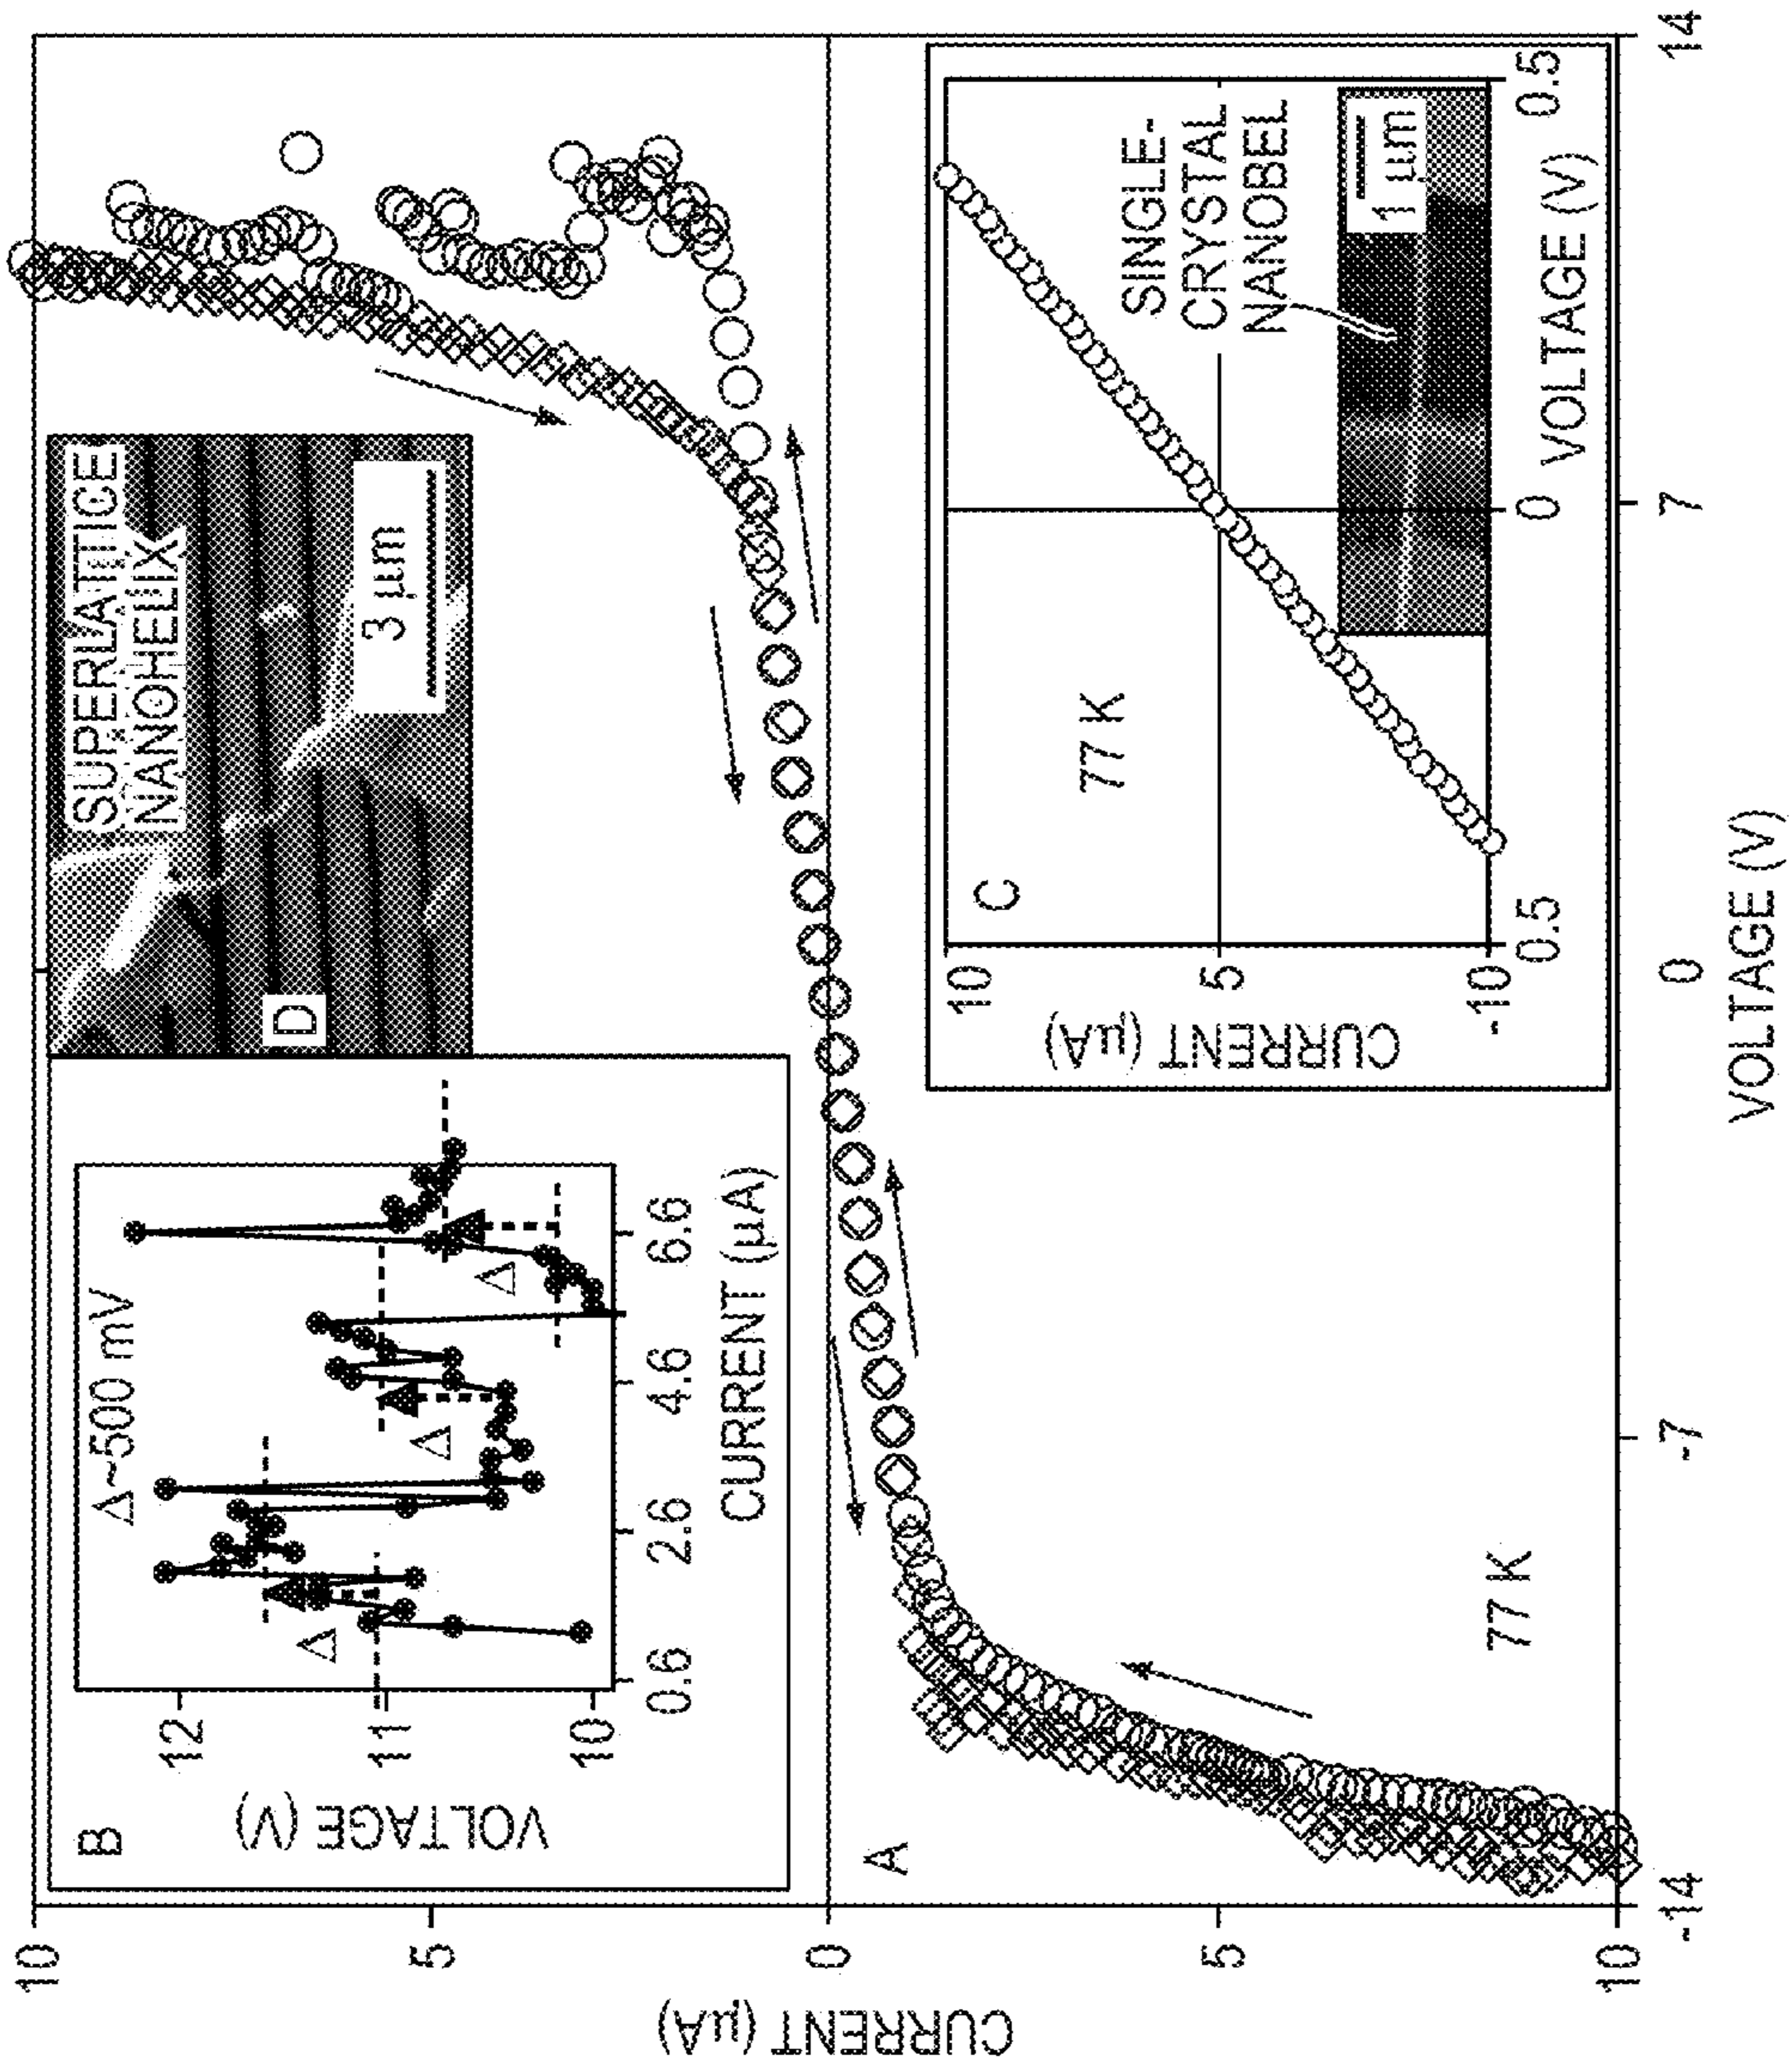 10
5
0
5
10
CURRENT (µA)
-14
-7
0
7
14
VOLTAGE (V)
A
77 K
B
VOLTAGE (V)
12
11
10
0.6
2.6
4.6
6.6
CURRENT (µA)
Δ~500 mV
Δ
Δ
Δ
D
SUPERLATTICE
NANOHELIX
3 µm
C
77 K
CURRENT (µA)
10
5
-10
0.5
0
0.5
VOLTAGE (V)
SINGLE-
CRYSTAL
NANOBEL
1 µm